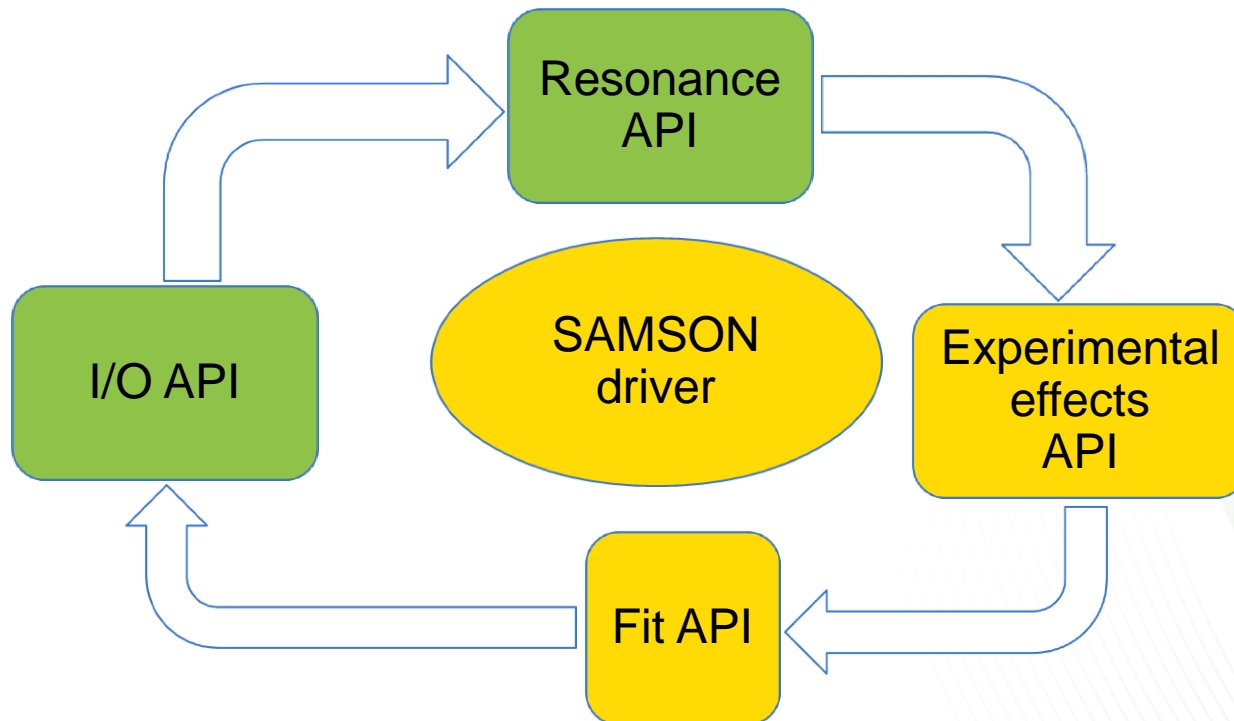 Resonance
API
I/O API
SAMSON
driver
Experimental
effects
API
Fit API